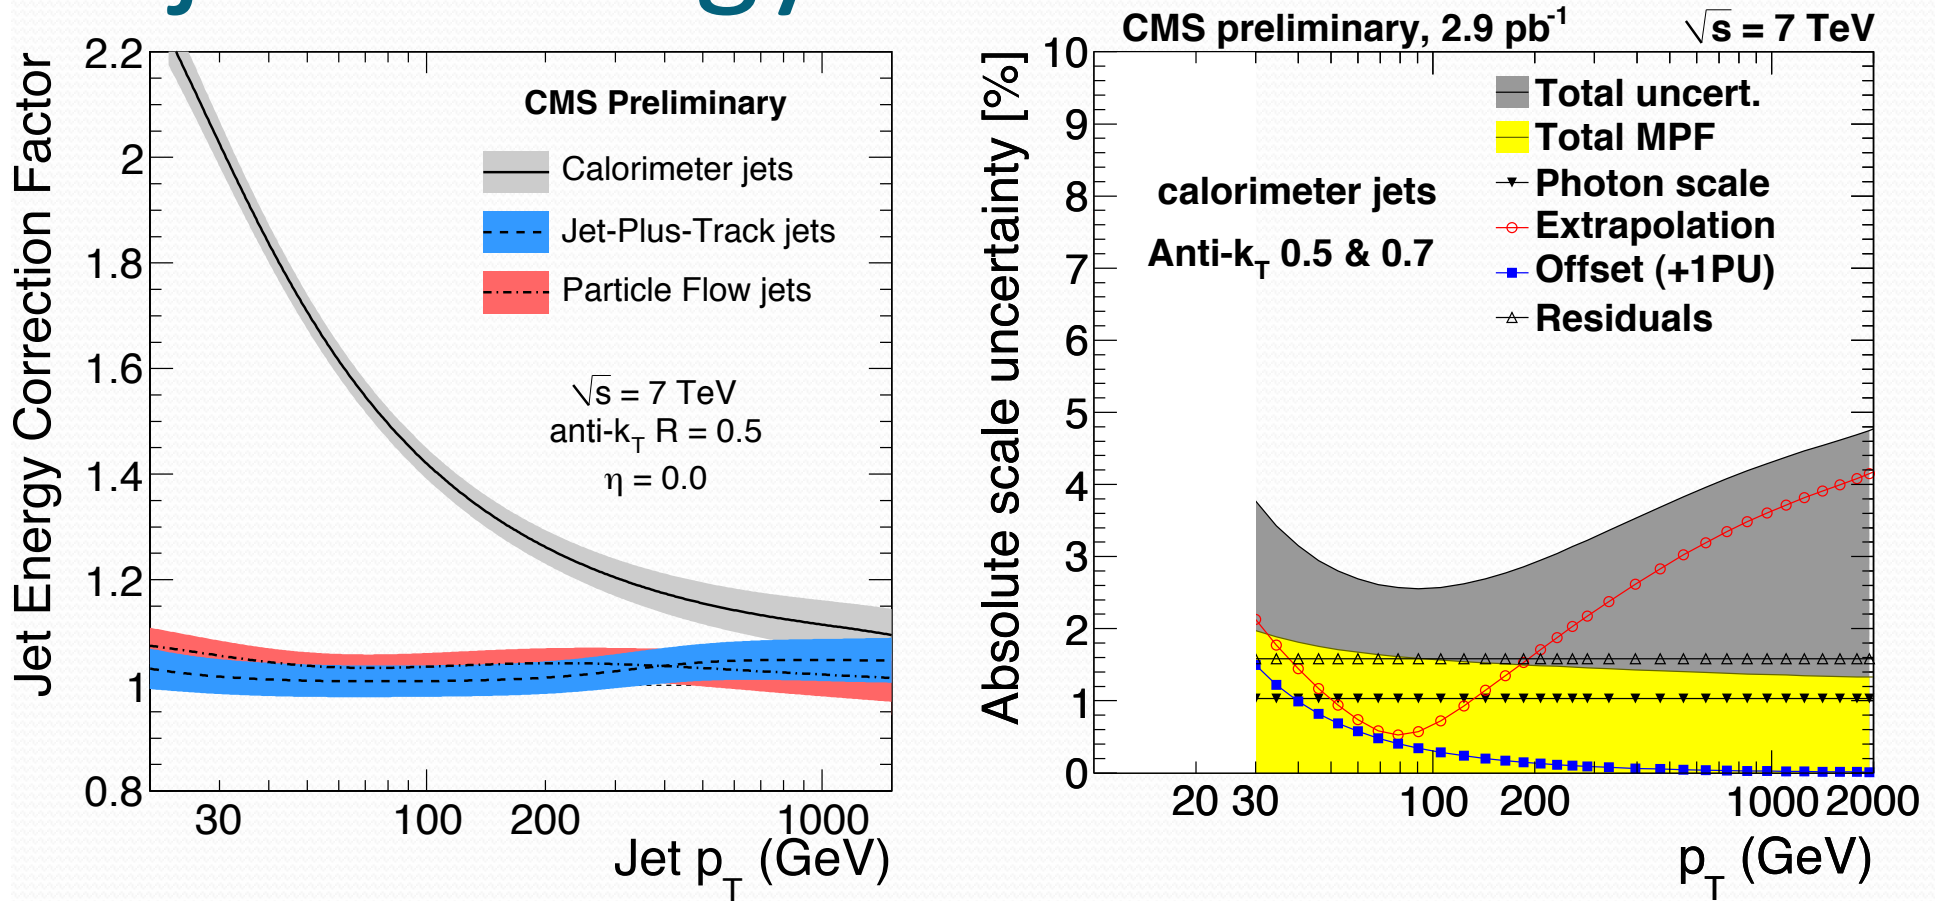 Jet Energy Correction Factor
2.2
2
1.8
1.6
1.4
1.2
1
0.8
CMS Preliminary
Calorimeter jets
Jet-Plus-Track jets
Particle Flow jets
√s = 7 TeV
anti-k_T R = 0.5
η = 0.0
30 100 200 1000
Jet p_T (GeV)
CMS preliminary, 2.9 pb⁻¹ √s = 7 TeV
Absolute scale uncertainty [%]
10
9
8
7
6
5
4
3
2
1
0
Total uncert.
Total MPF
Photon scale
Extrapolation
Offset (+1PU)
Residuals
calorimeter jets
Anti-k_T 0.5 & 0.7
20 30 100 200 1000 2000
p_T (GeV)